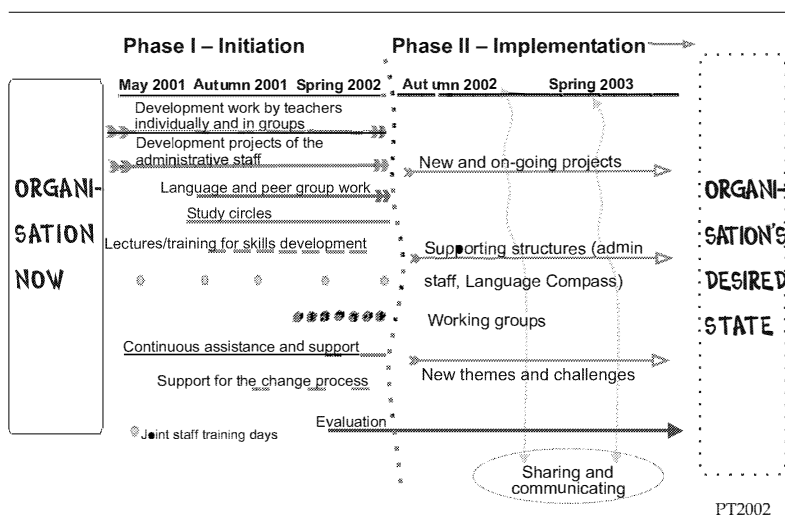 Phase I – Initiation
Phase II – Implementation
May 2001 Autumn 2001 Spring 2002
Autumn 2002 Spring 2003
ORGANI-
SATION
NOW
Development work by teachers
individually and in groups
Development projects of the
administrative staff
Language and peer group work
Study circles
Lectures/training for skills development
Continuous assistance and support
Support for the change process
Evaluation
Joint staff training days
New and on-going projects
Supporting structures (admin
staff, Language Compass)
Working groups
New themes and challenges
Sharing and
communicating
ORGANI-
SATION'S
DESIRED
STATE
PT2002